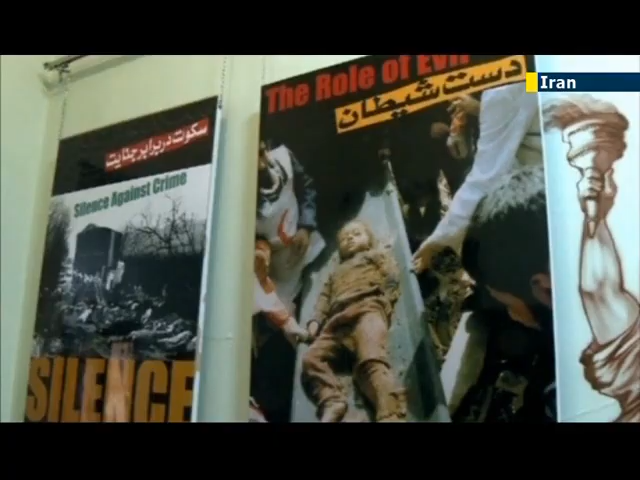 Iran
سکوت در برابر جنایت
Silence Against Crime
SILENCE
The Role of Evil
دست شیطان